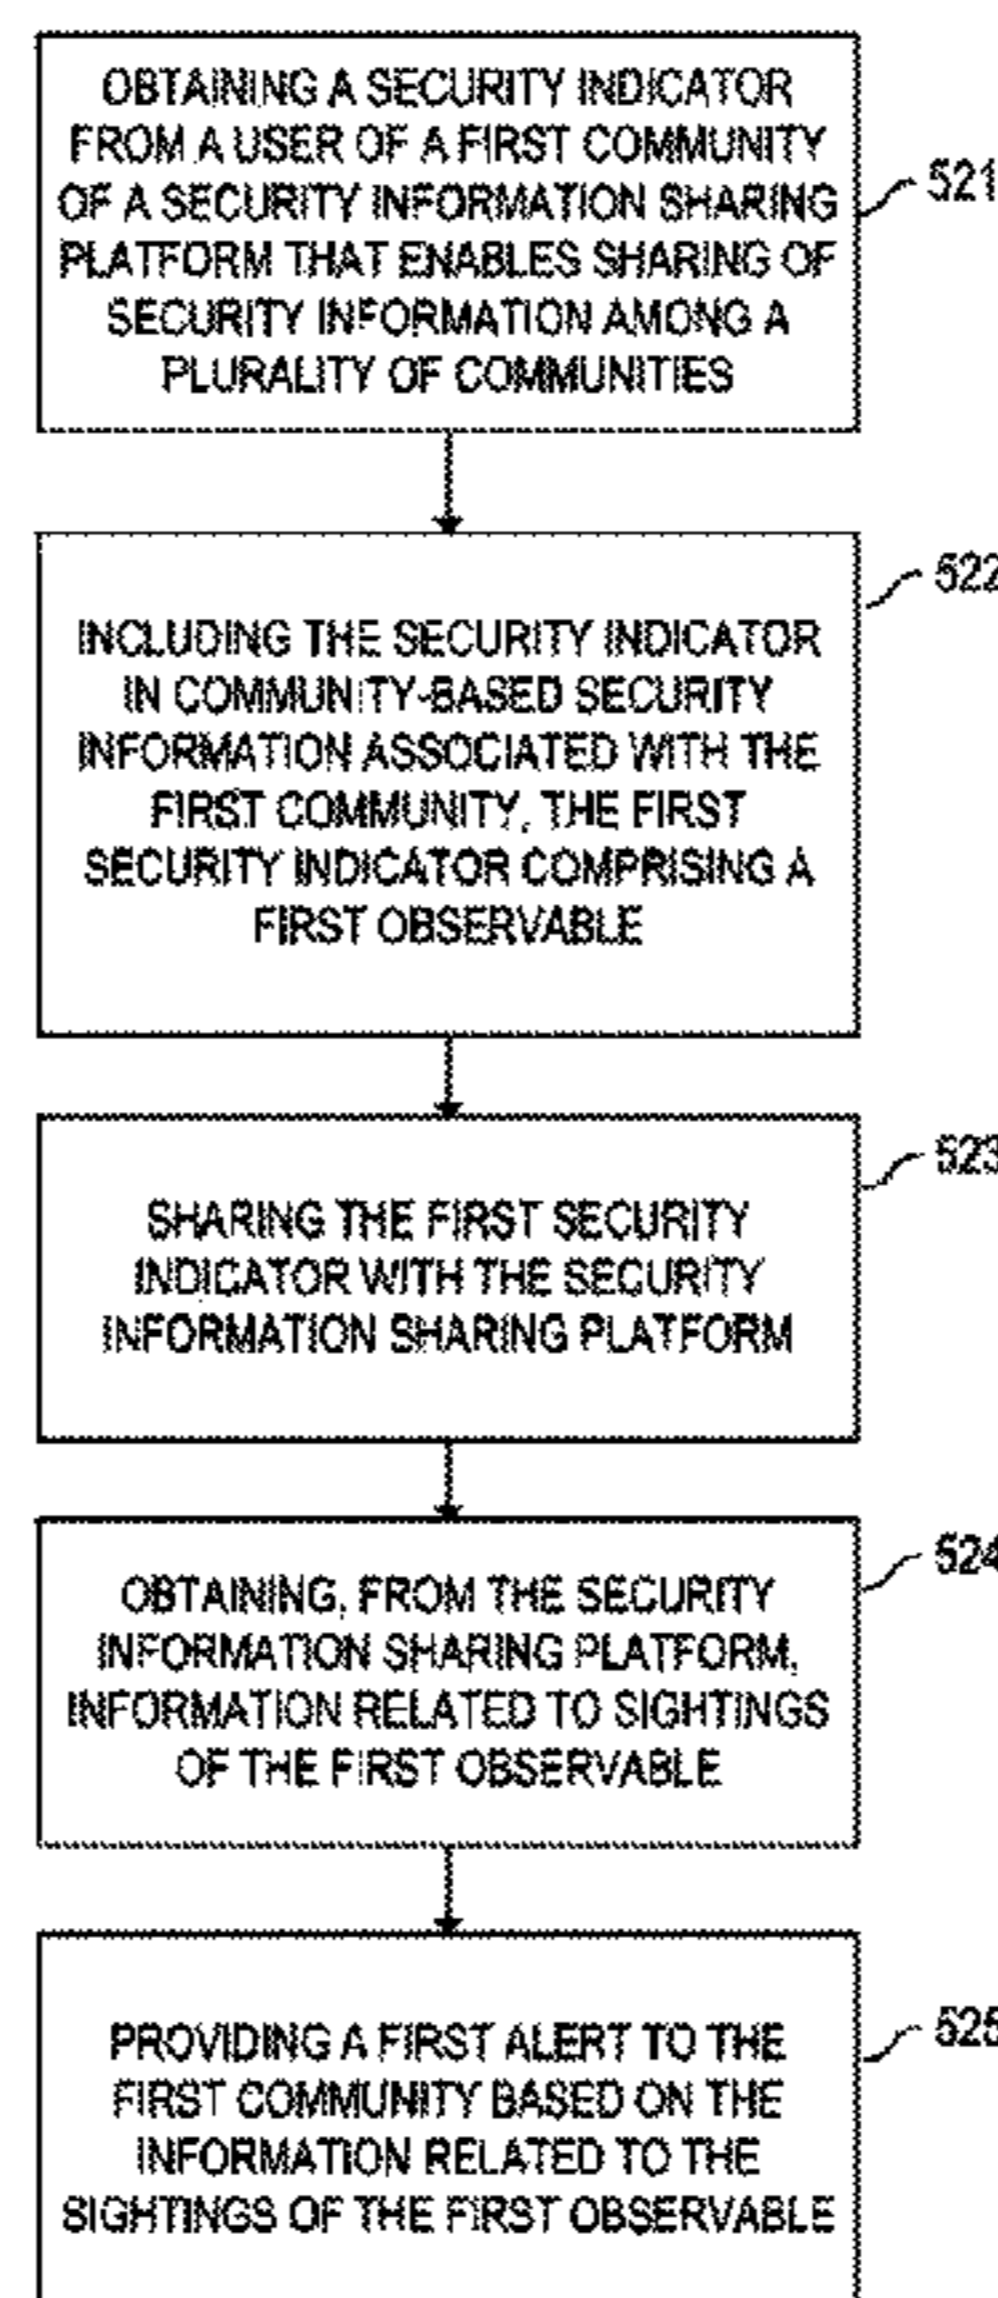 OBTAINING A SECURITY INDICATOR
FROM A USER OF A FIRST COMMUNITY
OF A SECURITY INFORMATION SHARING
PLATFORM THAT ENABLES SHARING OF
SECURITY INFORMATION AMONG A
PLURALITY OF COMMUNITIES
521
INCLUDING THE SECURITY INDICATOR
IN COMMUNITY-BASED SECURITY
INFORMATION ASSOCIATED WITH THE
FIRST COMMUNITY, THE FIRST
SECURITY INDICATOR COMPRISING A
FIRST OBSERVABLE
522
SHARING THE FIRST SECURITY
INDICATOR WITH THE SECURITY
INFORMATION SHARING PLATFORM
523
OBTAINING, FROM THE SECURITY
INFORMATION SHARING PLATFORM,
INFORMATION RELATED TO SIGHTINGS
OF THE FIRST OBSERVABLE
524
PROVIDING A FIRST ALERT TO THE
FIRST COMMUNITY BASED ON THE
INFORMATION RELATED TO THE
SIGHTINGS OF THE FIRST OBSERVABLE
525